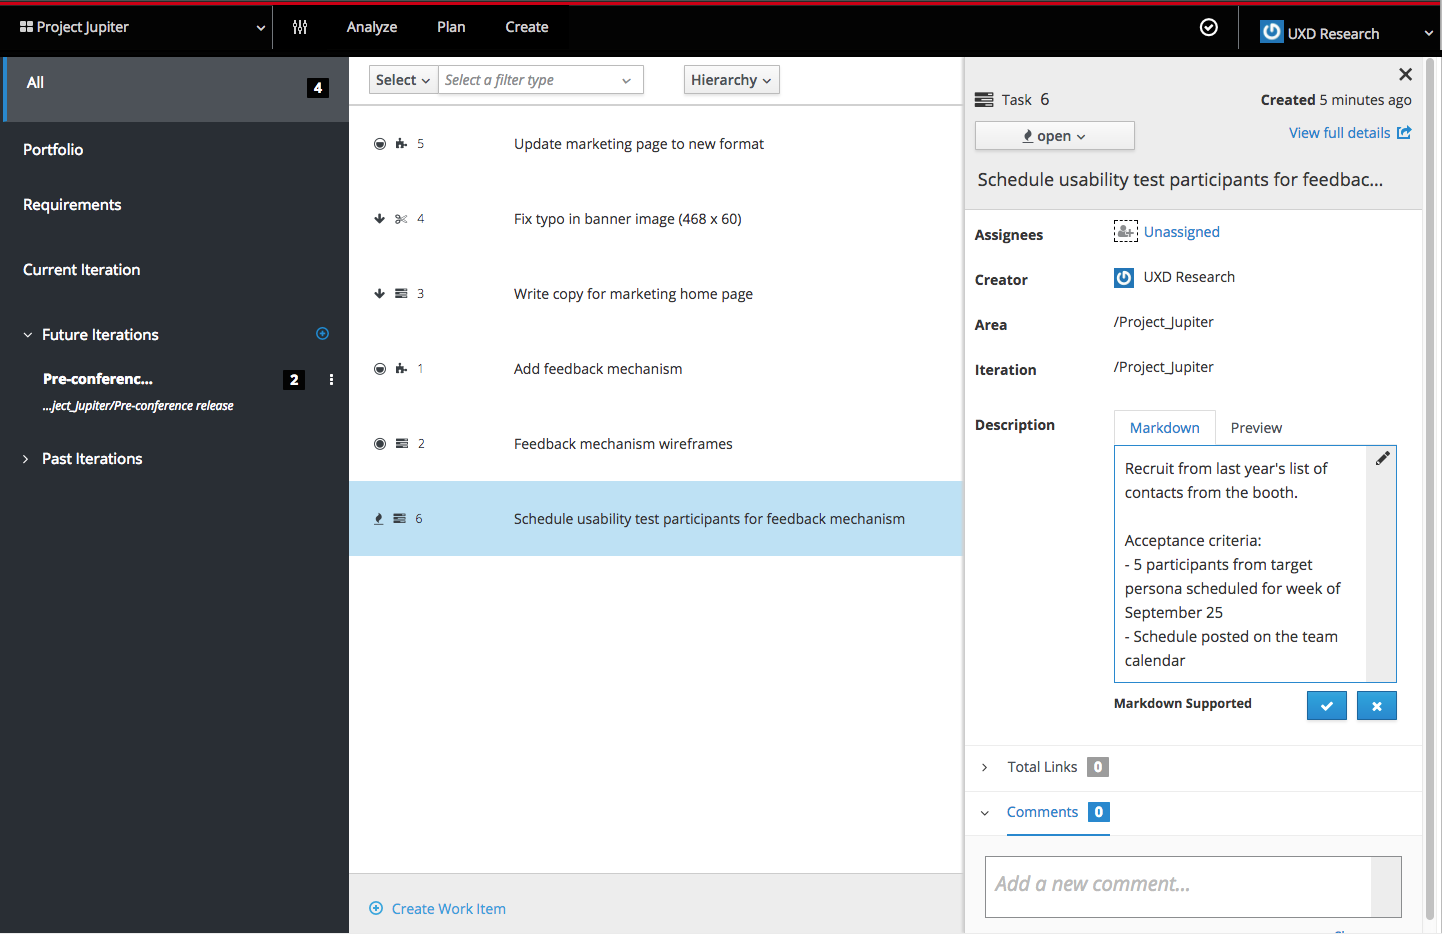 Project Jupiter
Analyze
Plan
Create
UXD Research
All
4
Portfolio
Requirements
Current Iteration
Future Iterations
Pre-conferenc...
2
...ject_Jupiter/Pre-conference release
Past Iterations
Select
Select a filter type
Hierarchy
5 Update marketing page to new format
4 Fix typo in banner image (468 x 60)
3 Write copy for marketing home page
1 Add feedback mechanism
2 Feedback mechanism wireframes
6 Schedule usability test participants for feedback mechanism
Create Work Item
Task 6
Created 5 minutes ago
open
View full details
Schedule usability test participants for feedbac...
Assignees Unassigned
Creator UXD Research
Area /Project_Jupiter
Iteration /Project_Jupiter
Description
Markdown Preview
Recruit from last year's list of
contacts from the booth.
Acceptance criteria:
- 5 participants from target
persona scheduled for week of
September 25
- Schedule posted on the team
calendar
Markdown Supported
Total Links 0
Comments 0
Add a new comment...